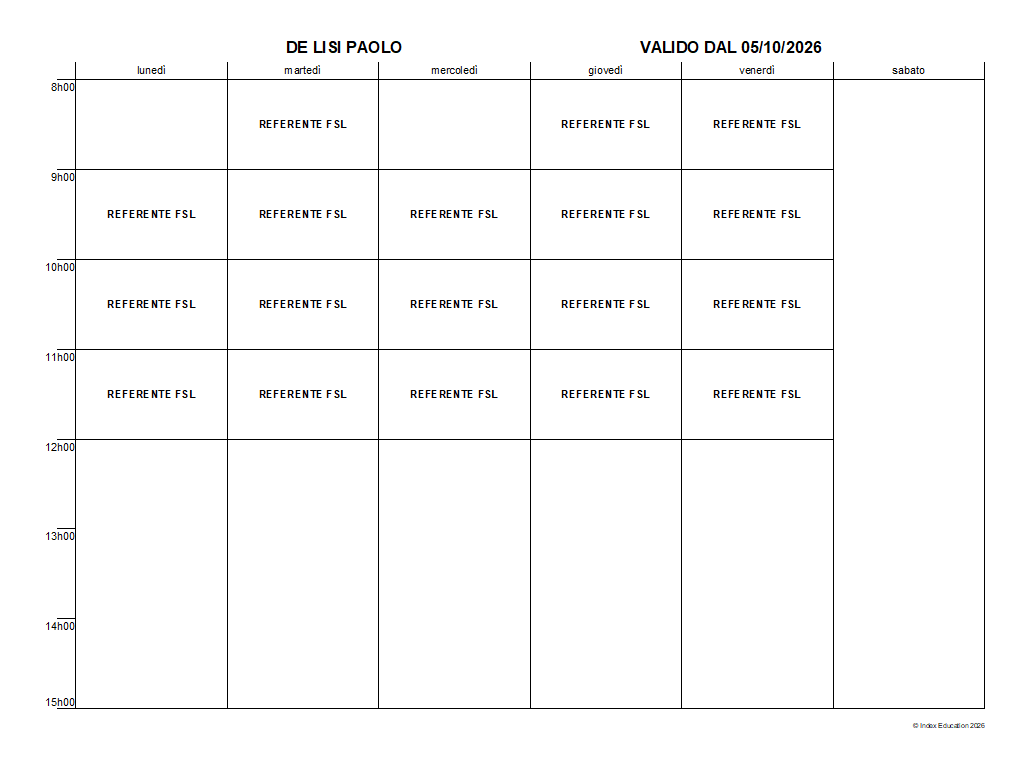 DE LISI PAOLO VALIDO DAL 05/10/2026
lunedì martedì mercoledì giovedì venerdì sabato
8h00
REFERENTE FSL REFERENTE FSL REFERENTE FSL
9h00
REFERENTE FSL REFERENTE FSL REFERENTE FSL REFERENTE FSL REFERENTE FSL
10h00
REFERENTE FSL REFERENTE FSL REFERENTE FSL REFERENTE FSL REFERENTE FSL
11h00
REFERENTE FSL REFERENTE FSL REFERENTE FSL REFERENTE FSL REFERENTE FSL
12h00
13h00
14h00
15h00
© Index Education 2026